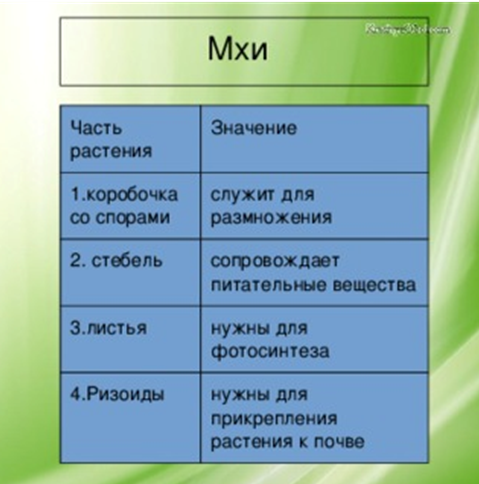 Мхи
Часть
растения
Значение
1.коробочка
со спорами
служит для
размножения
2. стебель
сопровождает
питательные вещества
3.листья
нужны для
фотосинтеза
4.Ризоиды
нужны для
прикрепления
растения к почве